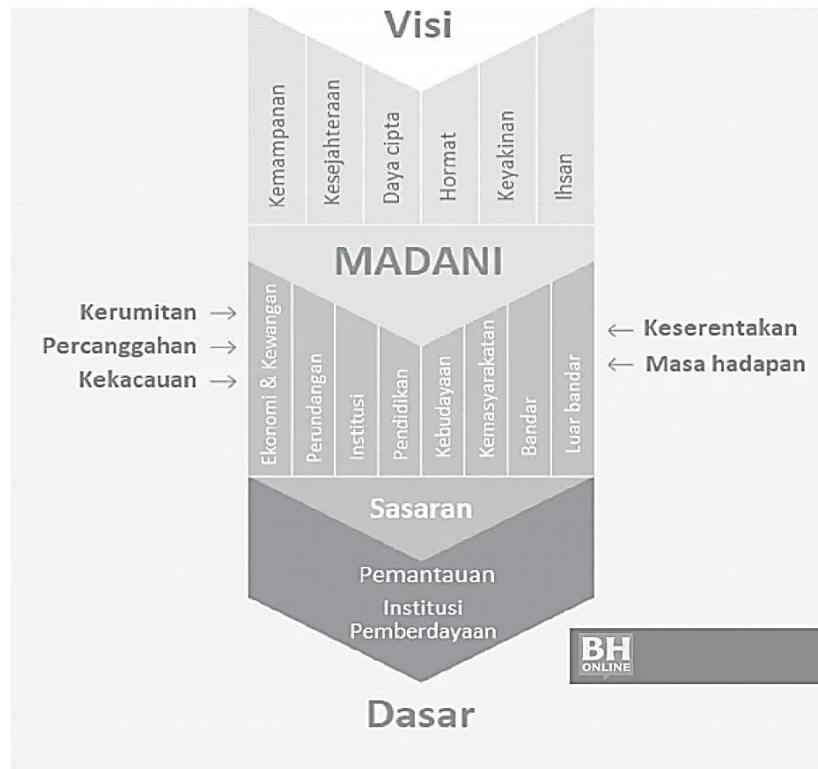 Visi
Kemampanan
Kesejahteraan
Daya cipta
Hormat
Keyakinan
Ihsan
MADANI
Kerumitan →
Percanggahan →
Kekacauan →
Ekonomi & Kewangan
Perundangan
Institusi
Pendidikan
Kebudayaan
Kemasyarakatan
Bandar
Luar bandar
← Keserentakan
← Masa hadapan
Sasaran
Pemantauan
Institusi
Pemberdayaan
BH
ONLINE
Dasar